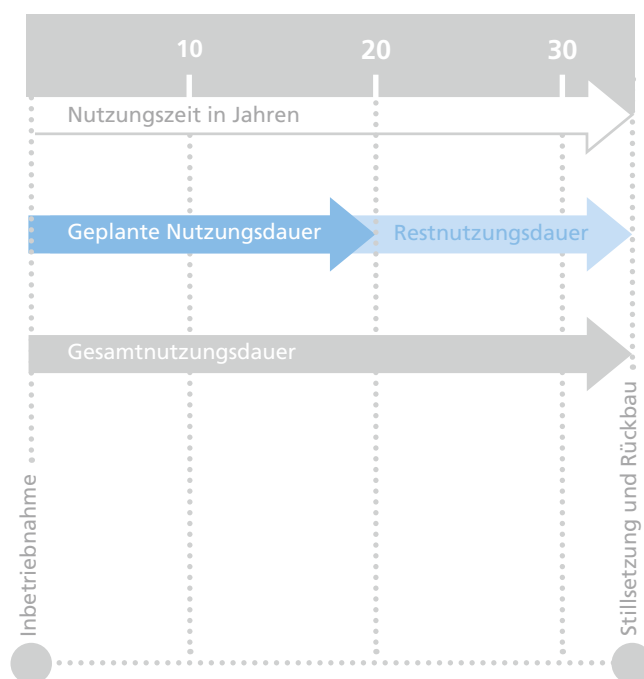 10 20 30
Nutzungszeit in Jahren
Geplante Nutzungsdauer Restnutzungsdauer
Gesamtnutzungsdauer
Inbetriebnahme
Stillsetzung und Rückbau